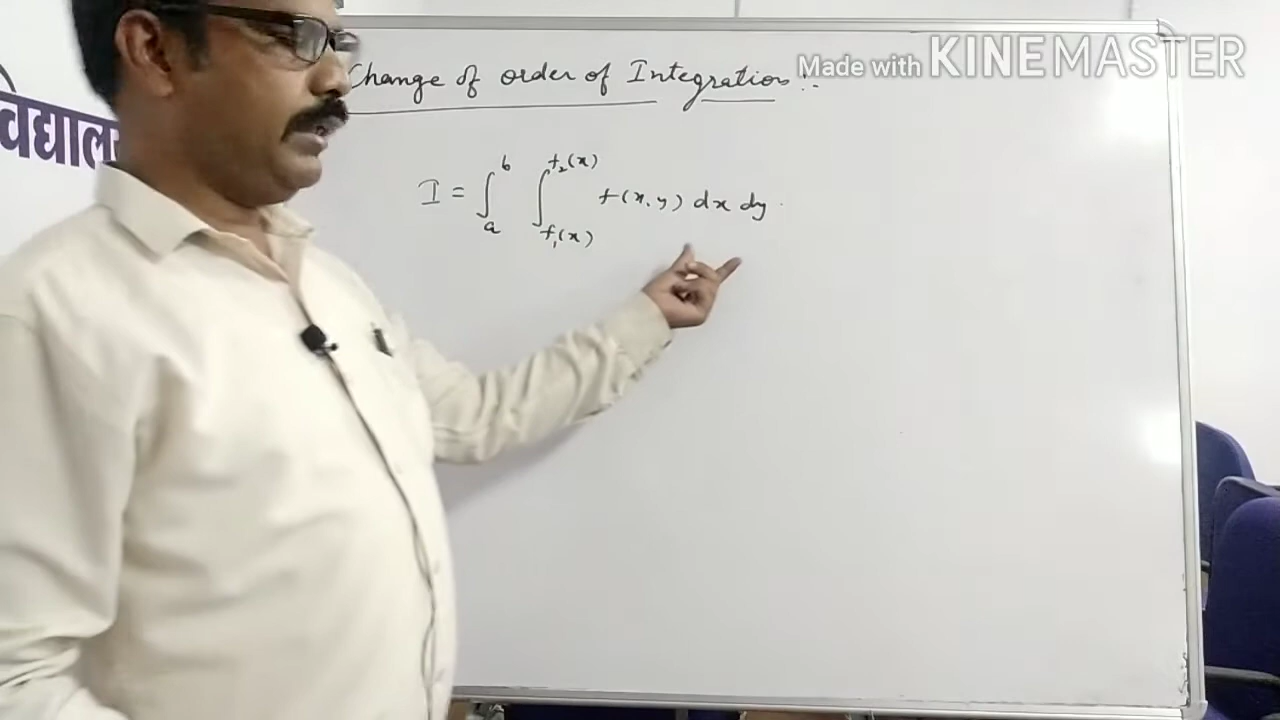 Made with KINEMASTER
Change of order of Integration :-
विद्याल
I = ∫_a^b ∫_{f₁(x)}^{f₂(x)} f(x, y) dx dy